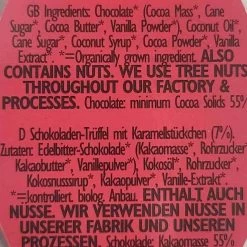 GB Ingredients: Chocolate* (Cocoa Mass*, Cane
Sugar*, Cocoa Butter*, Vanilla Powder*), Coconut Oil*
Cane Sugar*, Coconut Syrup*, Cocoa Powder*, Vanilla
Extract*. *=Organically grown ingredient. ALSO
CONTAINS NUTS. WE USE TREE NUTS
THROUGHOUT OUR FACTORY &
PROCESSES. Chocolate: minimum Cocoa Solids 55%
D Schokoladen-Trüffel mit Karamellstückchen (7%).
Zutaten: Edelbitter-Schokolade* (Kakaomasse*, Rohrzucker*
Kakaobutter*, Vanillepulver*), Kokosöl*, Rohrzucker*
Kokosnusssirup*, Kakaopulver*, Vanille-Extrakt*
*=kontrolliert. biolog. Anbau. ENTHÄLT AUCH
NÜSSE. WIR VERWENDEN NÜSSE IN
UNSERER FABRIK UND UNSEREN
PROZESSEN. Schokolade: Kakaomasse 55%